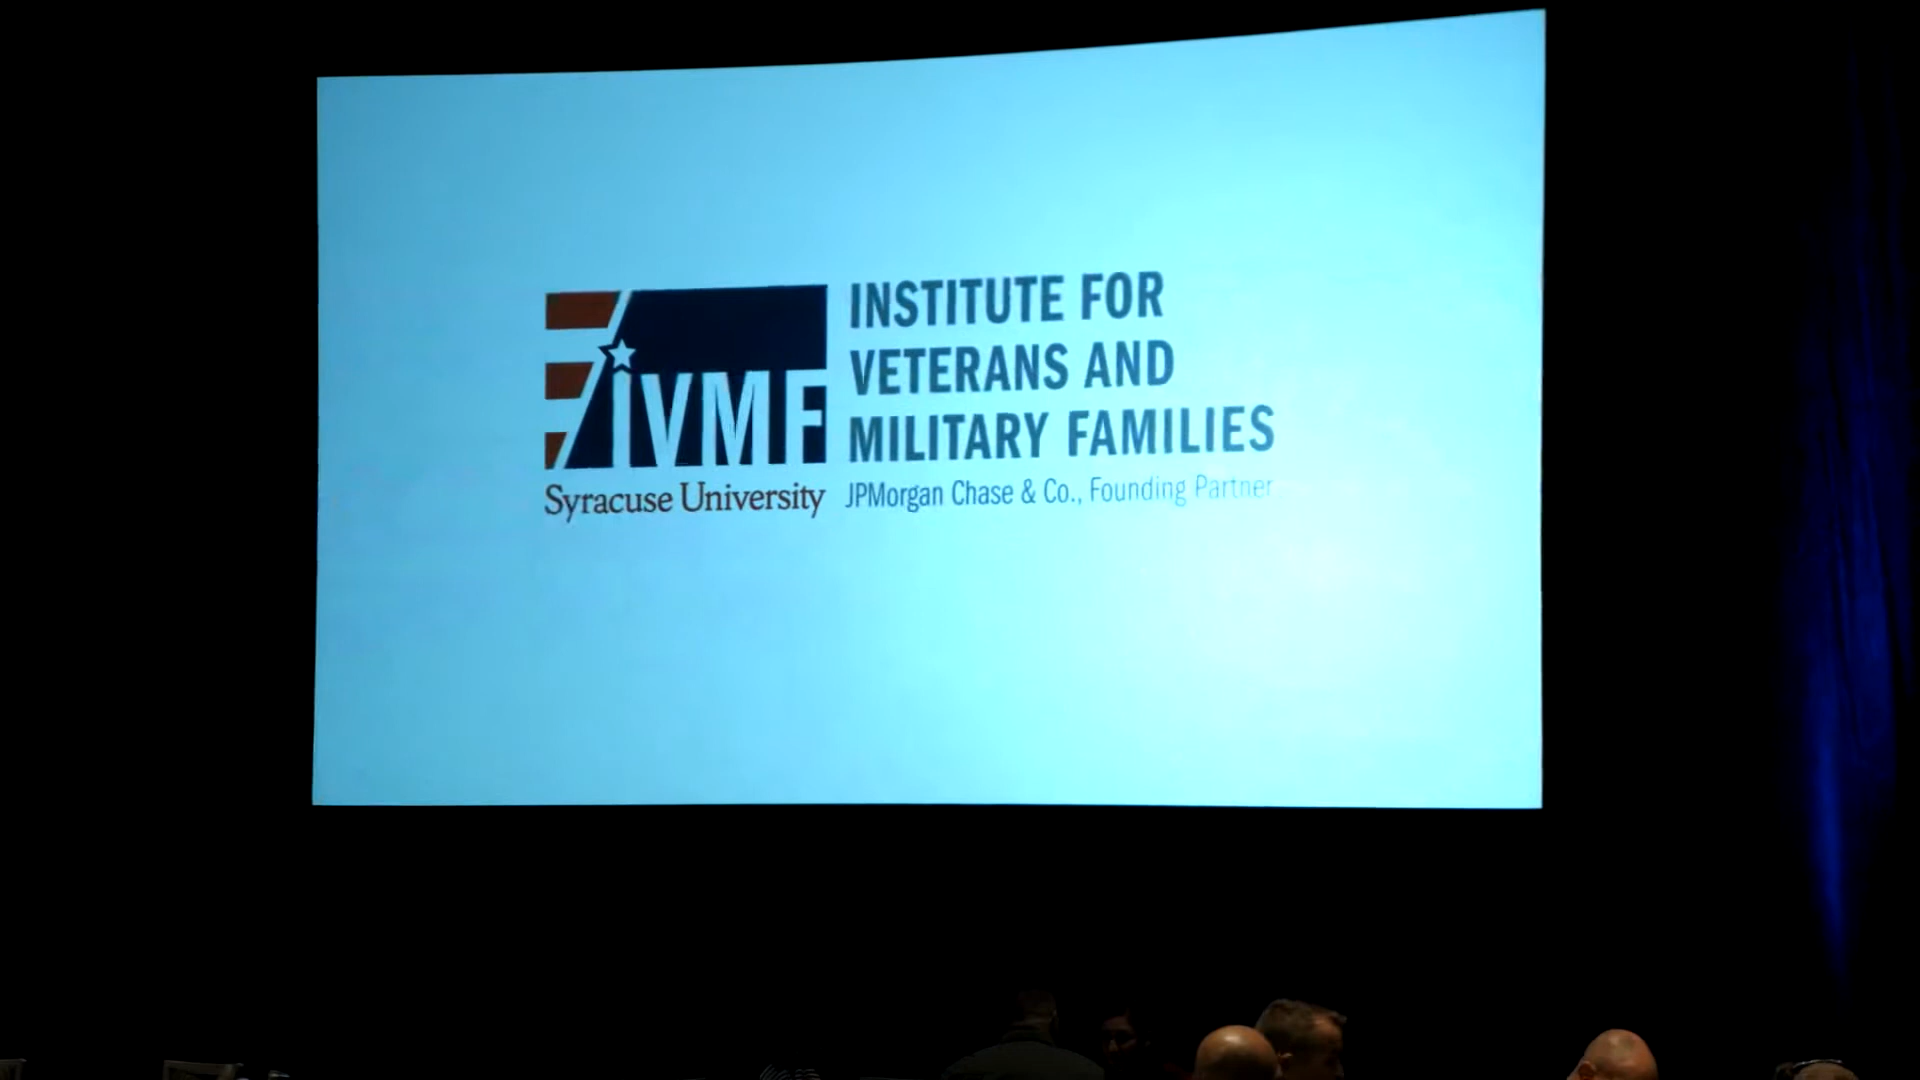 IVMF
Syracuse University
INSTITUTE FOR
VETERANS AND
MILITARY FAMILIES
JPMorgan Chase & Co., Founding Partner